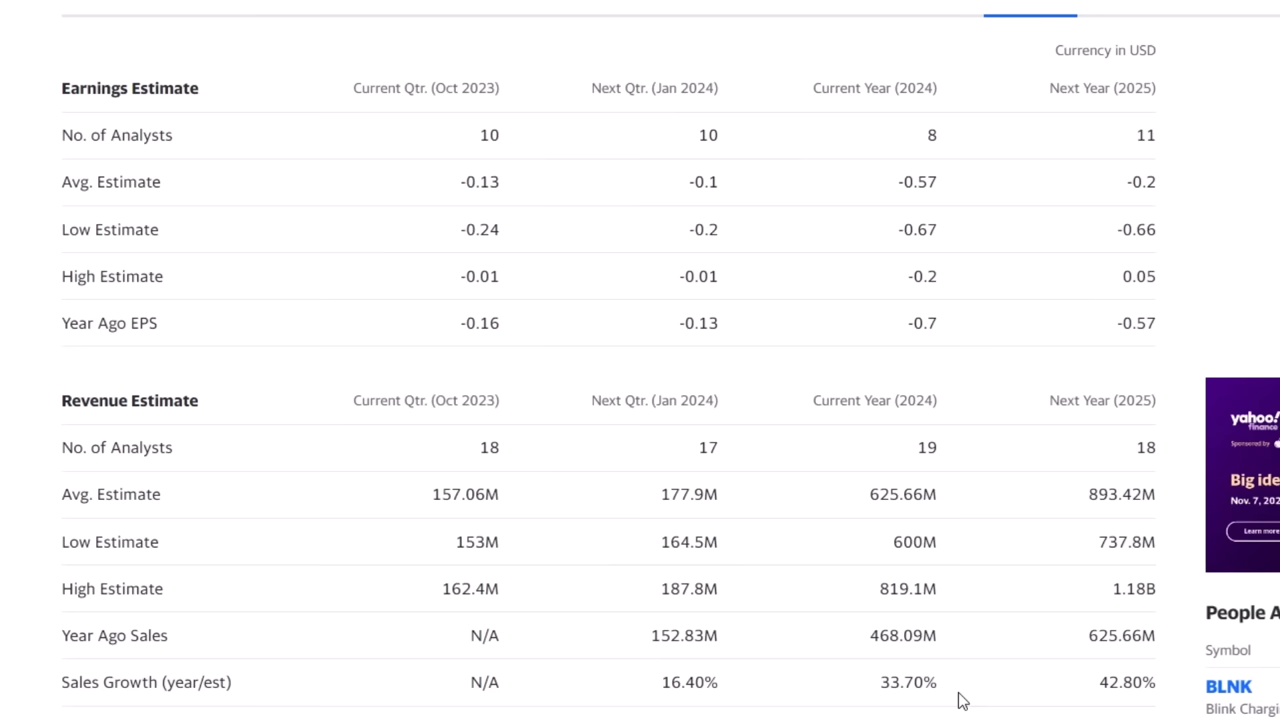 Currency in USD
Earnings Estimate Current Qtr. (Oct 2023) Next Qtr. (Jan 2024) Current Year (2024) Next Year (2025)
No. of Analysts 10 10 8 11
Avg. Estimate -0.13 -0.1 -0.57 -0.2
Low Estimate -0.24 -0.2 -0.67 -0.66
High Estimate -0.01 -0.01 -0.2 0.05
Year Ago EPS -0.16 -0.13 -0.7 -0.57
Revenue Estimate Current Qtr. (Oct 2023) Next Qtr. (Jan 2024) Current Year (2024) Next Year (2025)
No. of Analysts 18 17 19 18
Avg. Estimate 157.06M 177.9M 625.66M 893.42M
Low Estimate 153M 164.5M 600M 737.8M
High Estimate 162.4M 187.8M 819.1M 1.18B
Year Ago Sales N/A 152.83M 468.09M 625.66M
Sales Growth (year/est) N/A 16.40% 33.70% 42.80%
yahoo!
finance
Sponsored by
Big ide
Nov. 7, 202
Learn more
People A
Symbol
BLNK
Blink Chargi